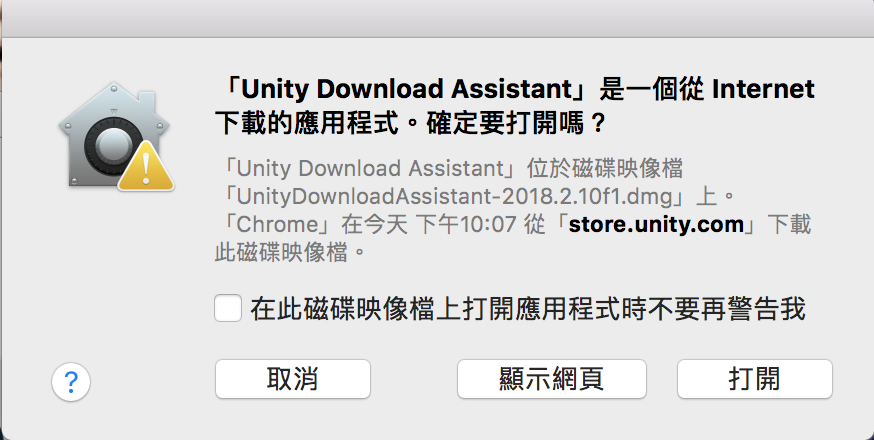 「Unity Download Assistant」是一個從 Internet
下載的應用程式。確定要打開嗎？
「Unity Download Assistant」位於磁碟映像檔
「UnityDownloadAssistant-2018.2.10f1.dmg」上。
「Chrome」在今天 下午10:07 從「store.unity.com」下載
此磁碟映像檔。
在此磁碟映像檔上打開應用程式時不要再警告我
? 取消 顯示網頁 打開